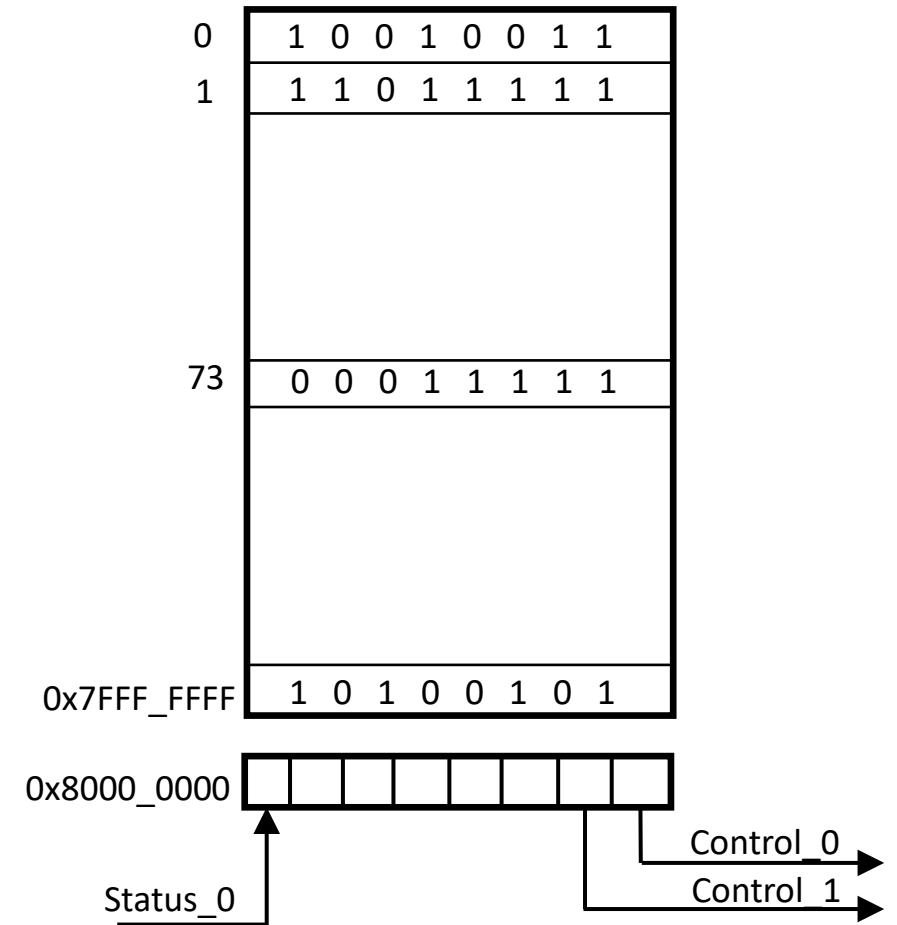 0 1 0 0 1 0 0 1 1
1 1 1 0 1 1 1 1 1
73 0 0 0 1 1 1 1 1
0x7FFF_FFFF 1 0 1 0 0 1 0 1
0x8000_0000
Control_0
Control_1
Status_0